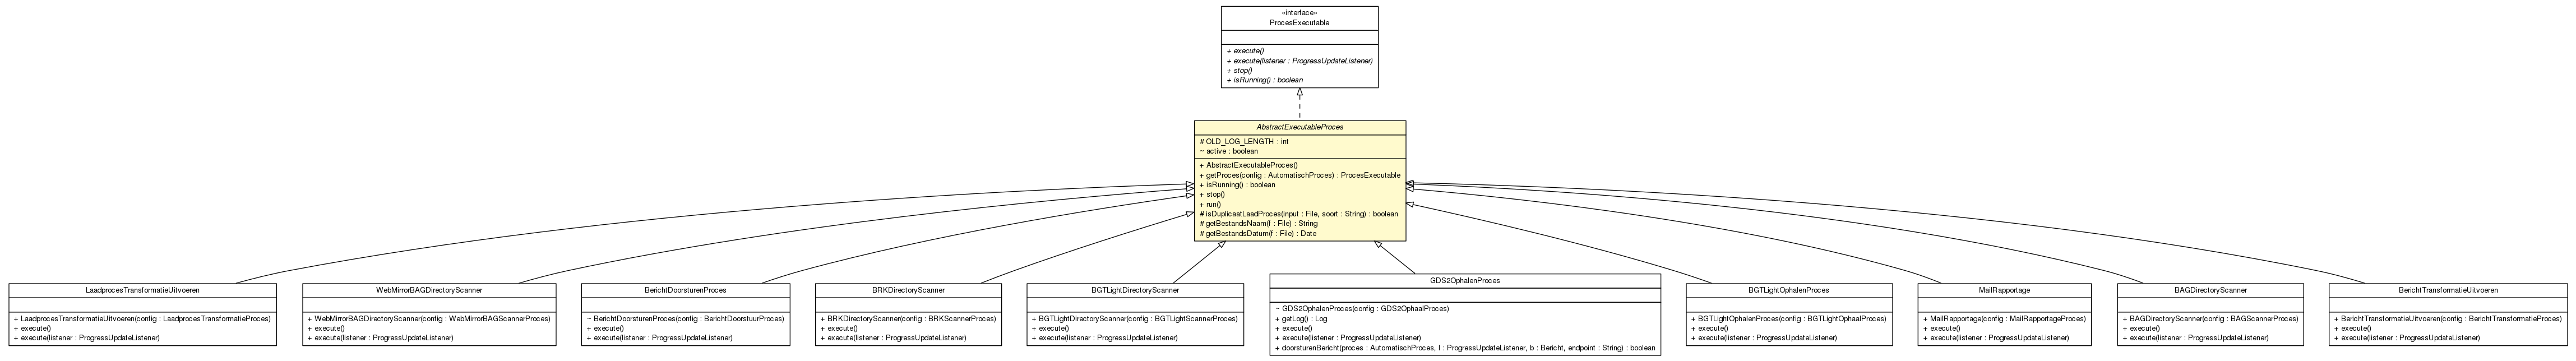 «interface»
ProcesExecutable
+ execute()
+ execute(listener : ProgressUpdateListener)
+ stop()
+ isRunning() : boolean
AbstractExecutableProces
# OLD_LOG_LENGTH : int
− active : boolean
+ AbstractExecutableProces()
+ getProces(config : AutomatischProces) : ProcesExecutable
+ isRunning() : boolean
+ stop()
+ run()
# isDuplicaatLaadProces(input : File, soort : String) : boolean
# getBestandsNaam(f : File) : String
# getBestandsDatum(f : File) : Date
LaadprocesTransformatieUitvoeren
+ LaadprocesTransformatieUitvoeren(config : LaadprocesTransformatieProces)
+ execute()
+ execute(listener : ProgressUpdateListener)
WebMirrorBAGDirectoryScanner
+ WebMirrorBAGDirectoryScanner(config : WebMirrorBAGScannerProces)
+ execute()
+ execute(listener : ProgressUpdateListener)
BerichtDoorsturenProces
− BerichtDoorsturenProces(config : BerichtDoorstuurProces)
+ execute()
+ execute(listener : ProgressUpdateListener)
BRKDirectoryScanner
+ BRKDirectoryScanner(config : BRKScannerProces)
+ execute()
+ execute(listener : ProgressUpdateListener)
BGTLightDirectoryScanner
+ BGTLightDirectoryScanner(config : BGTLightScannerProces)
+ execute()
+ execute(listener : ProgressUpdateListener)
GDS2OphalenProces
− GDS2OphalenProces(config : GDS2OphaalProces)
+ getLog() : Log
+ execute()
+ execute(listener : ProgressUpdateListener)
+ doorsturenBericht(proces : AutomatischProces, l : ProgressUpdateListener, b : Bericht, endpoint : String) : boolean
BGTLightOphalenProces
+ BGTLightOphalenProces(config : BGTLightOphaalProces)
+ execute()
+ execute(listener : ProgressUpdateListener)
MailRapportage
+ MailRapportage(config : MailRapportageProces)
+ execute()
+ execute(listener : ProgressUpdateListener)
BAGDirectoryScanner
+ BAGDirectoryScanner(config : BAGScannerProces)
+ execute()
+ execute(listener : ProgressUpdateListener)
BerichtTransformatieUitvoeren
+ BerichtTransformatieUitvoeren(config : BerichtTransformatieProces)
+ execute()
+ execute(listener : ProgressUpdateListener)